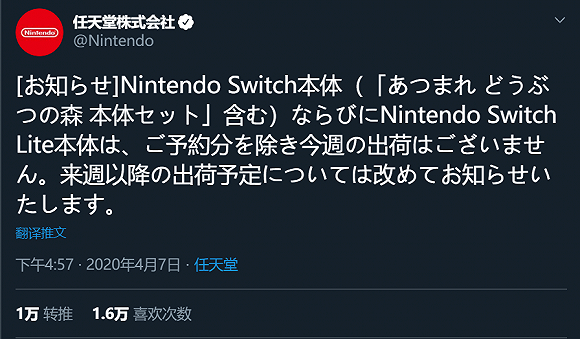 Nintendo
任天堂株式会社
@Nintendo
[お知らせ]Nintendo Switch本体（「あつまれ どうぶ
つの森 本体セット」含む）ならびにNintendo Switch
Lite本体は、ご予約分を除き今週の出荷はございませ
ん。来週以降の出荷予定については改めてお知らせい
たします。
翻译推文
下午4:57 · 2020年4月7日 · 任天堂
1万 转推 1.6万 喜欢次数